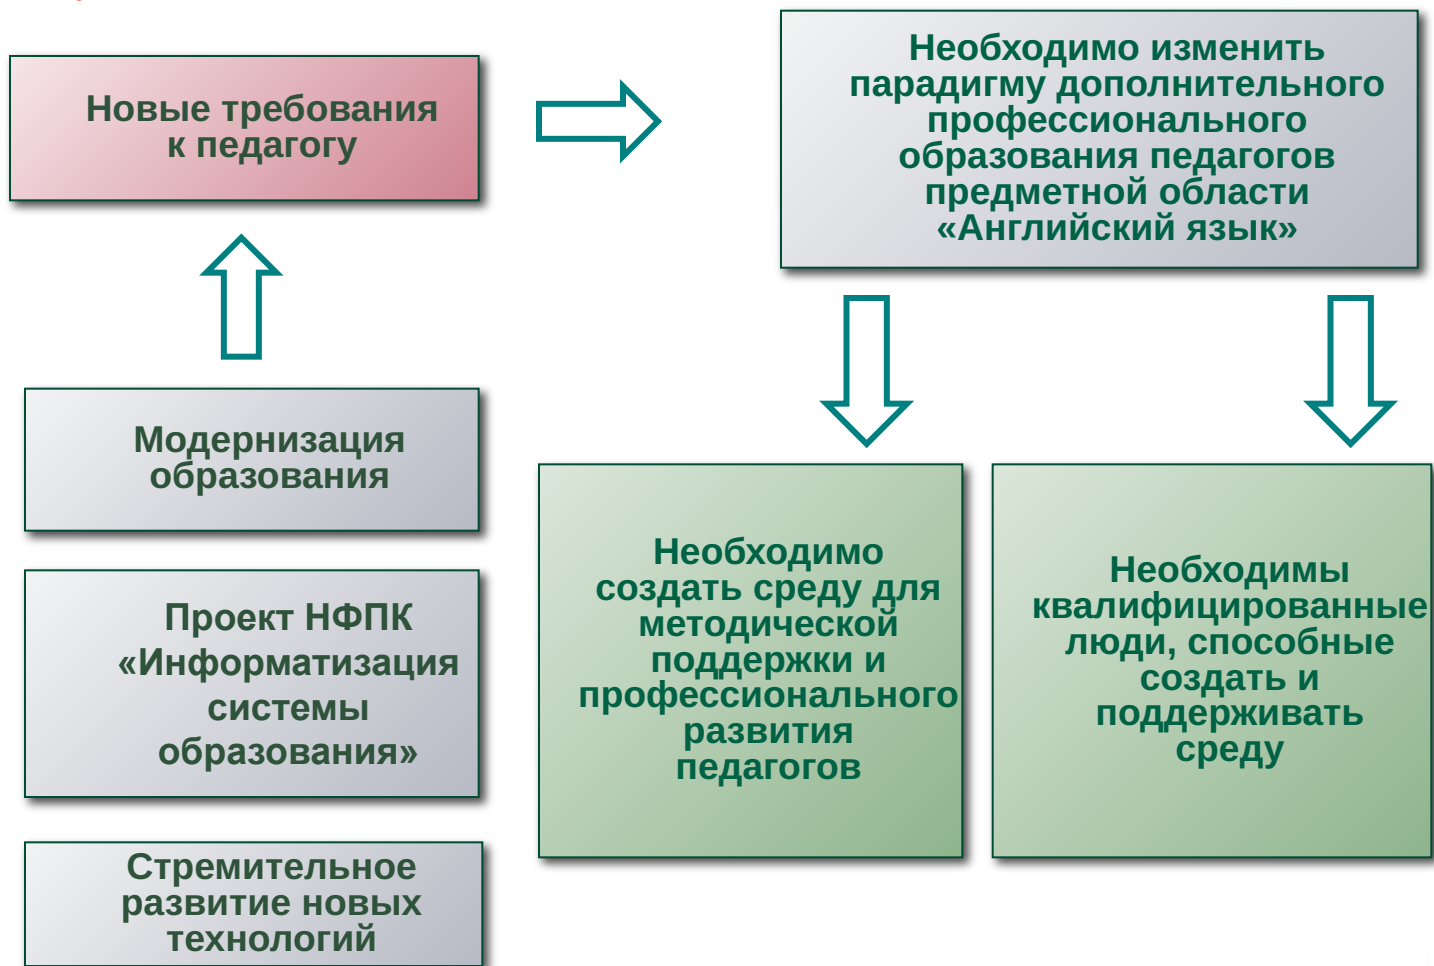 Новые требования
к педагогу
Необходимо изменить
парадигму дополнительного
профессионального
образования педагогов
предметной области
«Английский язык»
Модернизация
образования
Проект НФПК
«Информатизация
системы
образования»
Стремительное
развитие новых
технологий
Необходимо
создать среду для
методической
поддержки и
профессионального
развития
педагогов
Необходимы
квалифицированные
люди, способные
создать и
поддерживать
среду